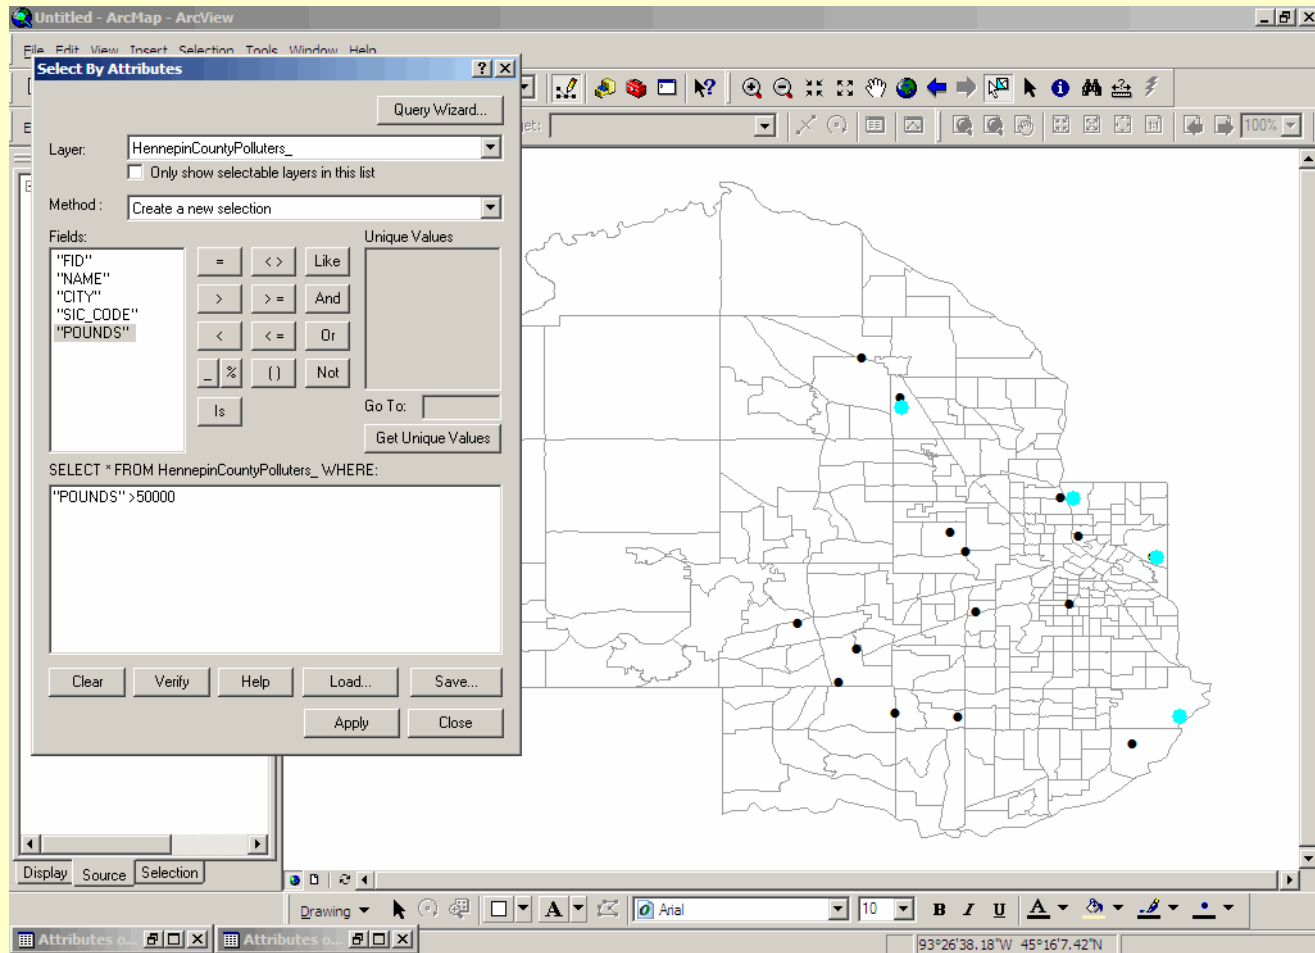 Untitled - ArcMap - ArcView
File Edit View Insert Selection Tools Window Help
Select By Attributes
Query Wizard...
Layer:
HennepinCountyPolluters_
Only show selectable layers in this list
Method :
Create a new selection
Fields:
Unique Values
"FID"
"NAME"
"CITY"
"SIC_CODE"
"POUNDS"
= < > Like
> > = And
< < = Or
_ % ( ) Not
Is
Go To:
Get Unique Values
SELECT * FROM HennepinCountyPolluters_ WHERE:
"POUNDS" >50000
Clear Verify Help Load... Save...
Apply Close
100%
1:1
Display Source Selection
Drawing
A
Arial
10
B I U A
Attributes o...
Attributes o...
93°26'38.18"W 45°16'7.42"N